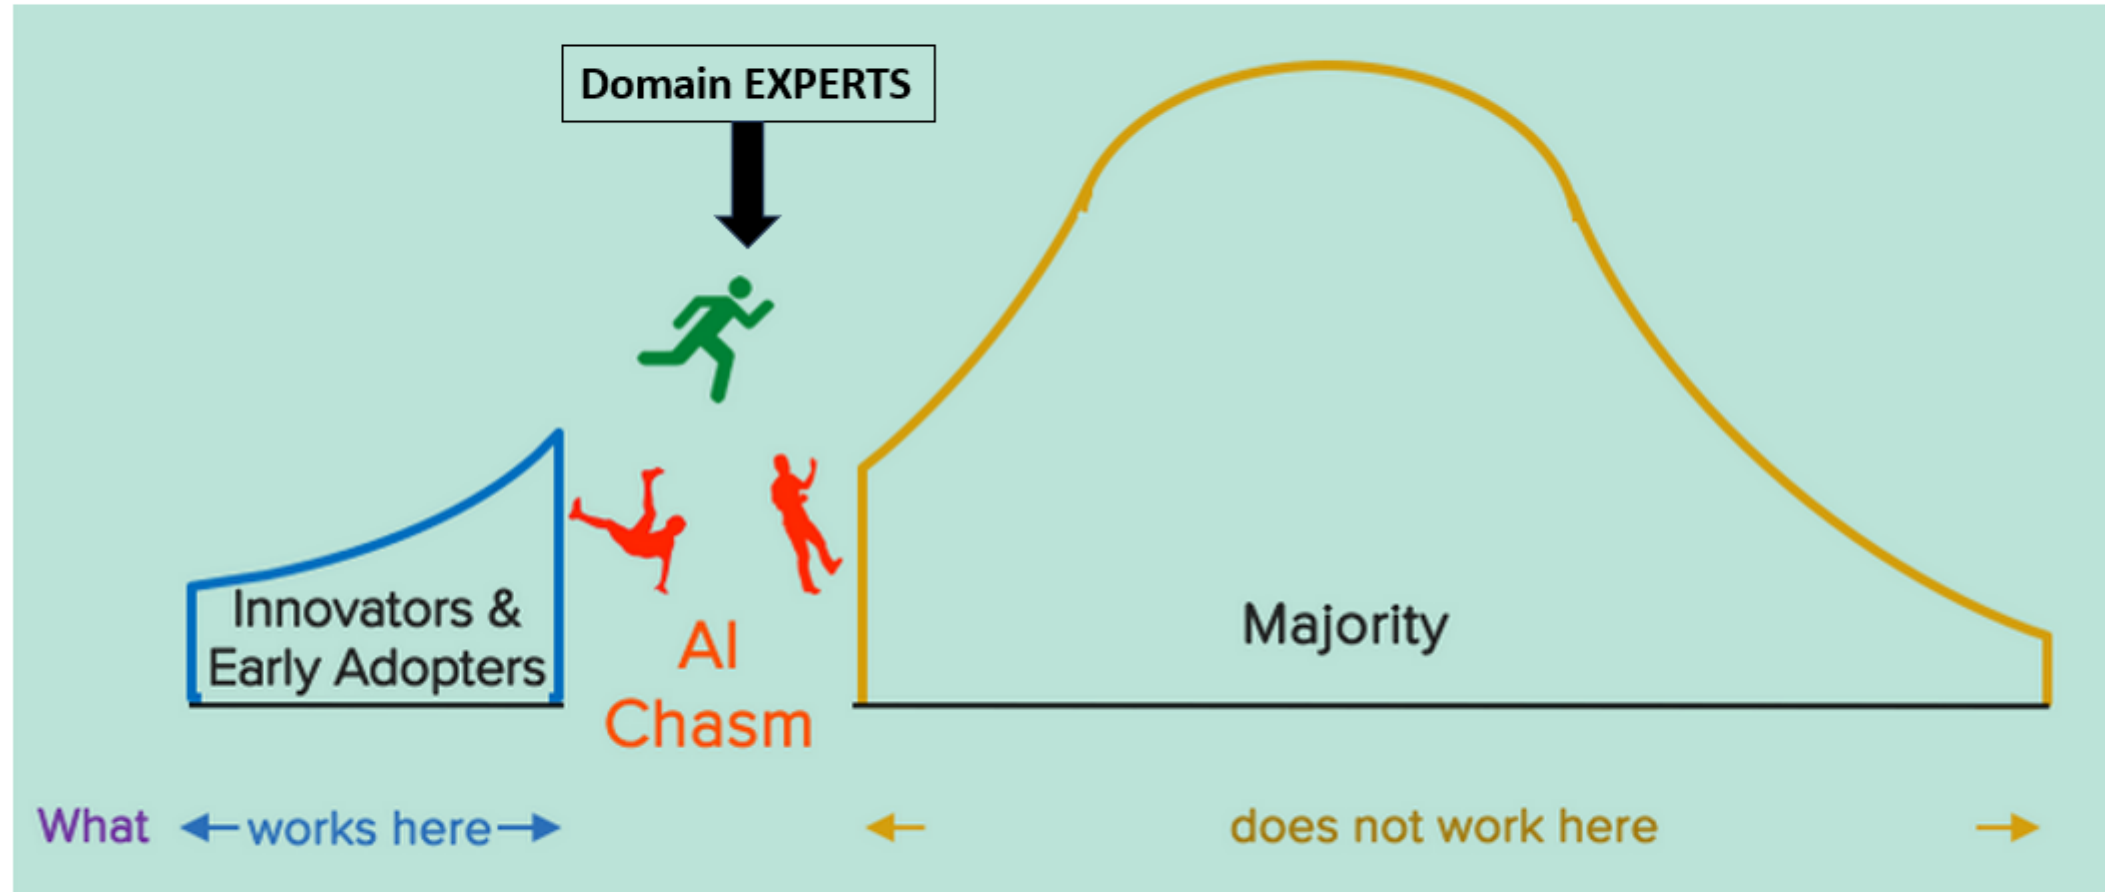 Domain EXPERTS
Innovators &
Early Adopters
AI
Chasm
Majority
What works here does not work here